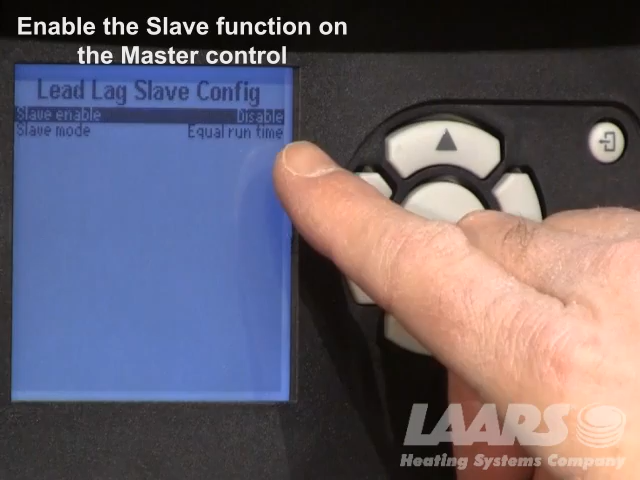 Enable the Slave function on
the Master control
Lead Lag Slave Config
Slave enable Disable
Slave mode Equal run time
LAARS
Heating Systems Company